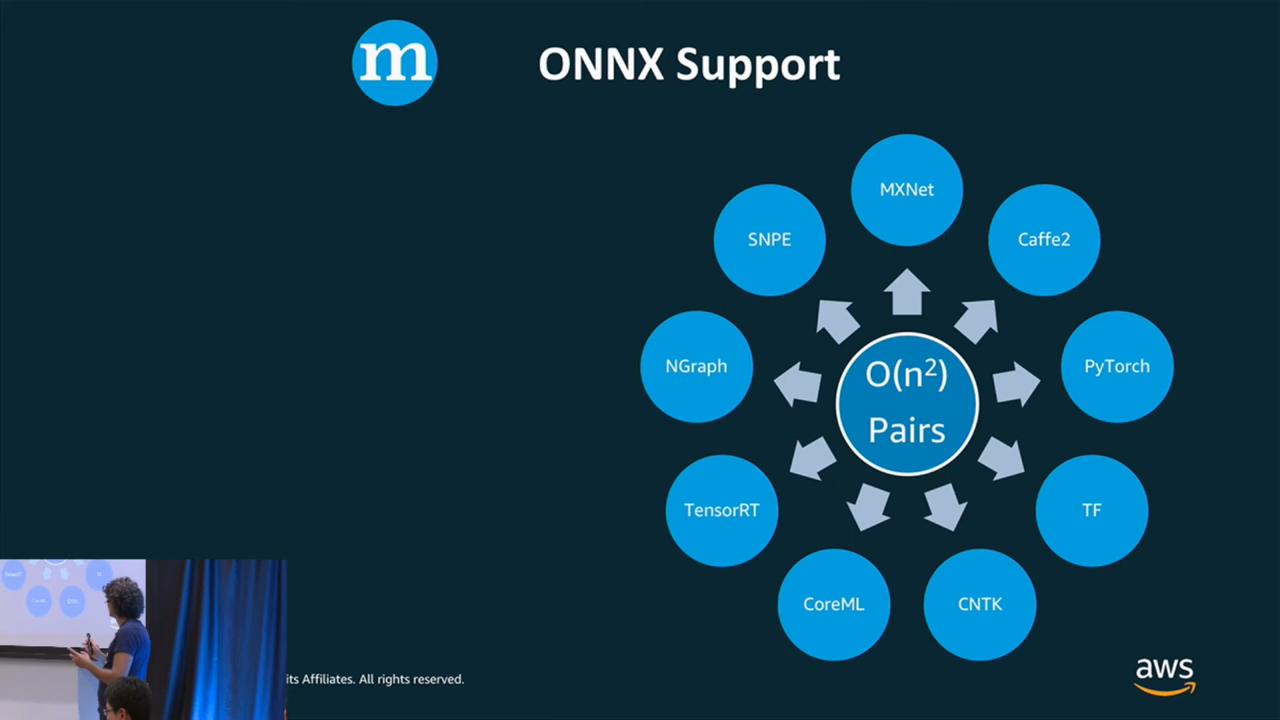 m
ONNX Support
MXNet
SNPE
Caffe2
NGraph
PyTorch
O(n²)
Pairs
TensorRT
TF
CoreML
CNTK
its Affiliates. All rights reserved.
aws